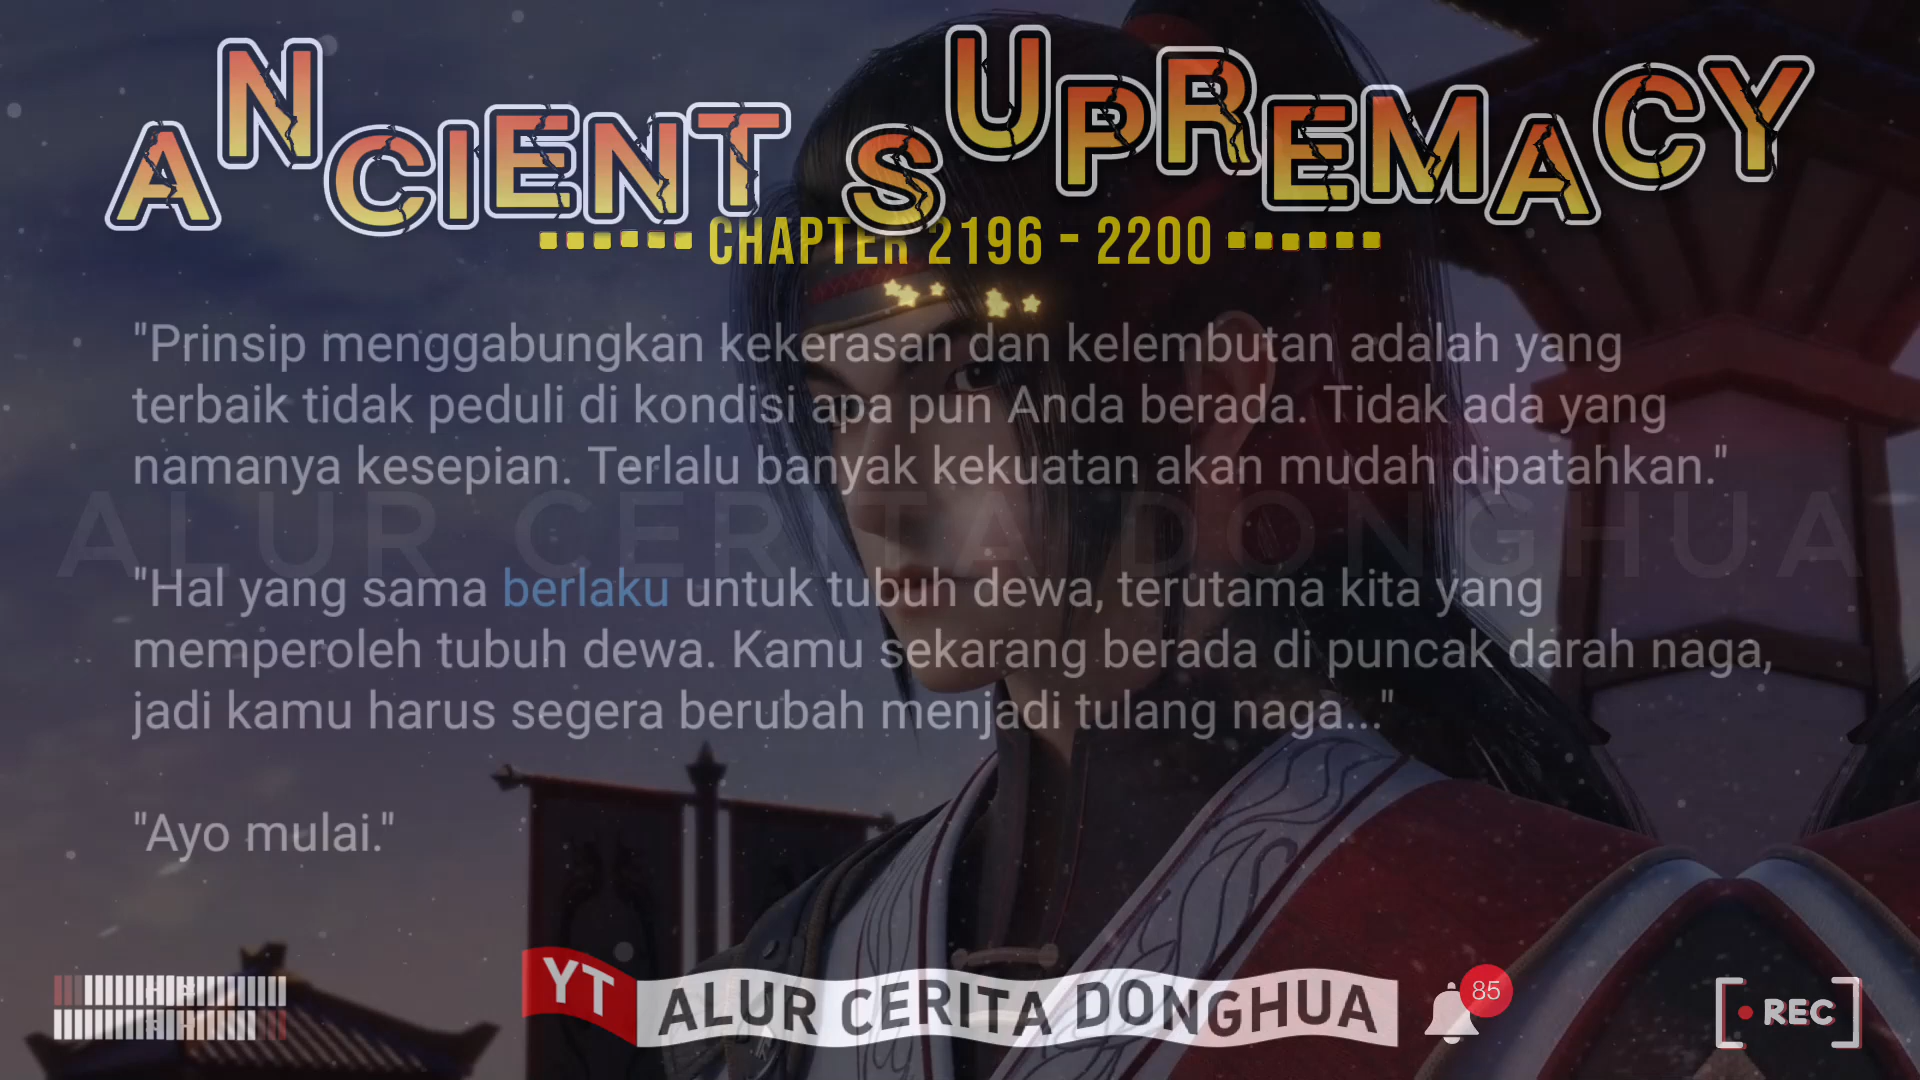 ANCIENT SUPREMACY
CHAPTER 2196 - 2200
"Prinsip menggabungkan kekerasan dan kelembutan adalah yang
terbaik tidak peduli di kondisi apa pun Anda berada. Tidak ada yang
namanya kesepian. Terlalu banyak kekuatan akan mudah dipatahkan."
ALUR CERITA DONGHUA
"Hal yang sama berlaku untuk tubuh dewa, terutama kita yang
memperoleh tubuh dewa. Kamu sekarang berada di puncak darah naga,
jadi kamu harus segera berubah menjadi tulang naga..."
"Ayo mulai."
YT ALUR CERITA DONGHUA
85
REC